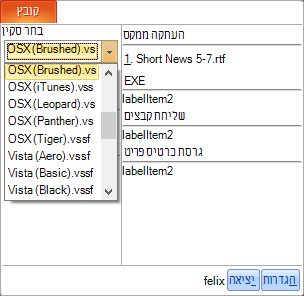 קובץ
בחר סקין
OSX (Brushed).vs
OSX (Brushed).vs
OSX (iTunes).vss
OSX (Leopard).vs
OSX (Panther).vs
OSX (Tiger).vssf
Vista (Aero).vssf
Vista (Basic).vssf
Vista (Black).vssf
העתקה ממקס
1. Short News 5-7.rtf
EXE
labelItem2
שליחת קבצים
labelItem2
גרסת כרטיס פריט
labelItem2
felix
יציאה
הגדרות